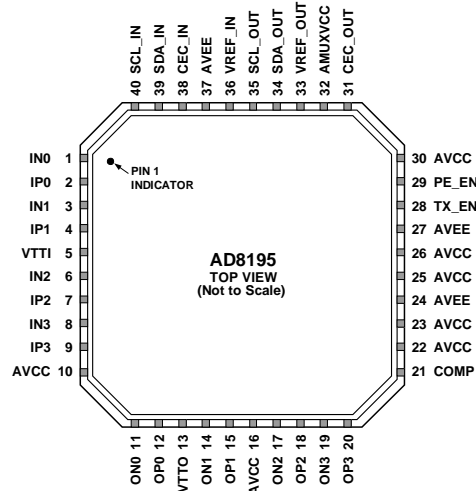 40 SCL_IN
39 SDA_IN
38 CEC_IN
37 AVEE
36 VREF_IN
35 SCL_OUT
34 SDA_OUT
33 VREF_OUT
32 AMUXVCC
31 CEC_OUT
IN0 1
IP0 2
IN1 3
IP1 4
VTTI 5
IN2 6
IP2 7
IN3 8
IP3 9
AVCC 10
PIN 1
INDICATOR
AD8195
TOP VIEW
(Not to Scale)
30 AVCC
29 PE_EN
28 TX_EN
27 AVEE
26 AVCC
25 AVCC
24 AVEE
23 AVCC
22 AVCC
21 COMP
ON0 11
OP0 12
VTTO 13
ON1 14
OP1 15
AVCC 16
ON2 17
OP2 18
ON3 19
OP3 20